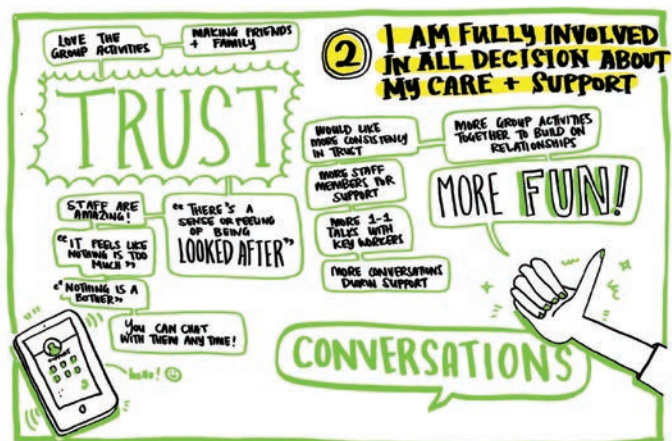 LOVE THE
GROUP ACTIVITIES
MAKING FRIENDS
+ FAMILY
2
I AM FULLY INVOLVED
IN ALL DECISION ABOUT
MY CARE + SUPPORT
TRUST
WOULD LIKE
MORE CONSISTENCY
IN TRUST
MORE GROUP ACTIVITIES
TOGETHER TO BUILD ON
RELATIONSHIPS
MORE STAFF
MEMBERS FOR
SUPPORT
MORE FUN!
STAFF ARE
AMAZING!
"THERE'S A
SENSE OR FEELING
OF BEING
LOOKED AFTER"
MORE 1-1
TALKS WITH
KEY WORKERS
"IT FEELS LIKE
NOTHING IS TOO
MUCH"
MORE CONVERSATIONS
DURIN SUPPORT
"NOTHING IS A
BOTHER"
YOU CAN CHAT
WITH THEM ANY TIME!
CONVERSATIONS